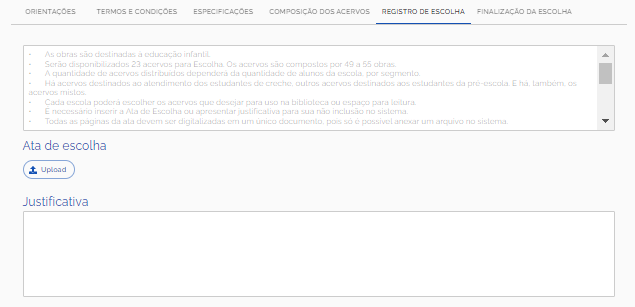 ORIENTAÇÕES TERMOS E CONDIÇÕES ESPECIFICAÇÕES COMPOSIÇÃO DOS ACERVOS REGISTRO DE ESCOLHA FINALIZAÇÃO DA ESCOLHA
• As obras são destinadas à educação infantil.
• Serão disponibilizados 23 acervos para Escolha. Os acervos são compostos por 49 a 55 obras.
• A quantidade de acervos distribuídos dependerá da quantidade de alunos da escola, por segmento.
• Há acervos destinados ao atendimento dos estudantes de creche, outros acervos destinados aos estudantes da pré-escola. E há, também, os
acervos mistos.
• Cada escola poderá escolher os acervos que desejar para uso na biblioteca ou espaço para leitura.
• É necessário inserir a Ata de Escolha ou apresentar justificativa para sua não inclusão no sistema.
• Todas as páginas da ata devem ser digitalizadas em um único documento, pois só é possível anexar um arquivo no sistema.
Ata de escolha
Upload
Justificativa